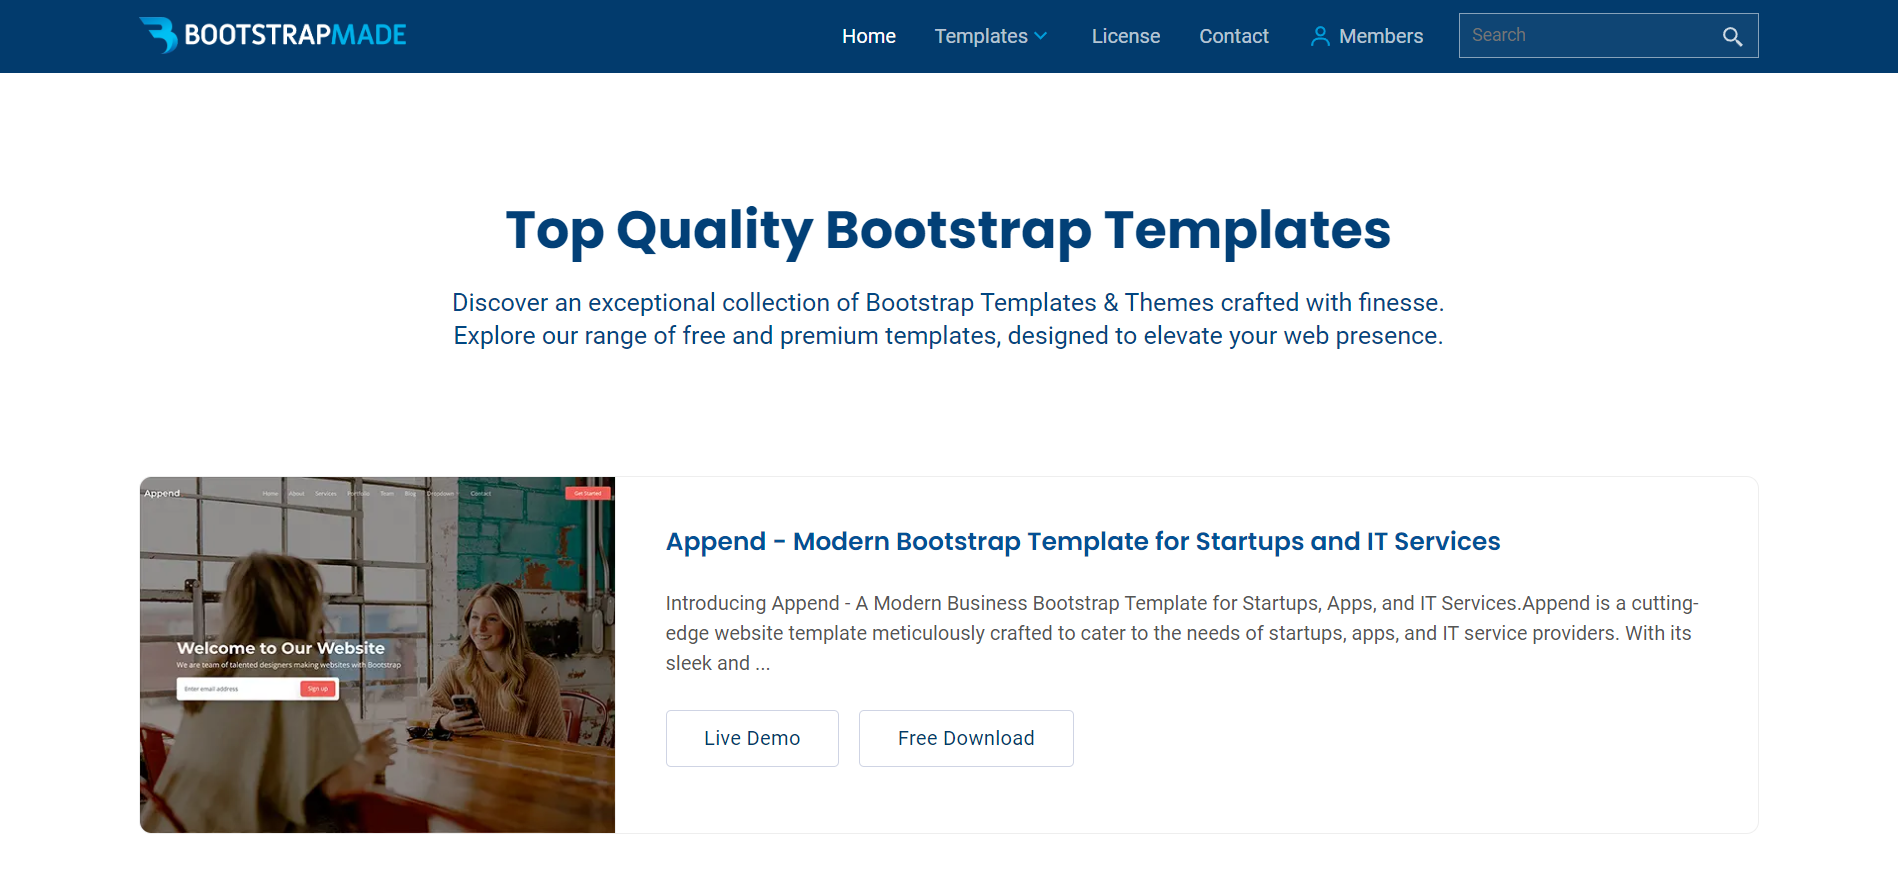 BOOTSTRAPMADE
Home Templates License Contact Members Search
Top Quality Bootstrap Templates
Discover an exceptional collection of Bootstrap Templates & Themes crafted with finesse.
Explore our range of free and premium templates, designed to elevate your web presence.
Append
Home About Services Portfolio Team Blog Dropdown Contact Get Started
Welcome to Our Website
We are team of talented designers making websites with Bootstrap
Enter email address Sign up
Append - Modern Bootstrap Template for Startups and IT Services
Introducing Append - A Modern Business Bootstrap Template for Startups, Apps, and IT Services.Append is a cutting-
edge website template meticulously crafted to cater to the needs of startups, apps, and IT service providers. With its
sleek and ...
Live Demo Free Download